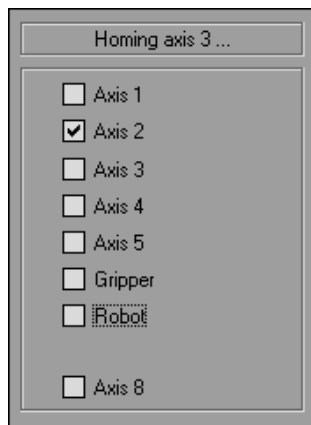 Homing axis 3 ...
Axis 1
Axis 2
Axis 3
Axis 4
Axis 5
Gripper
Robot
Axis 8